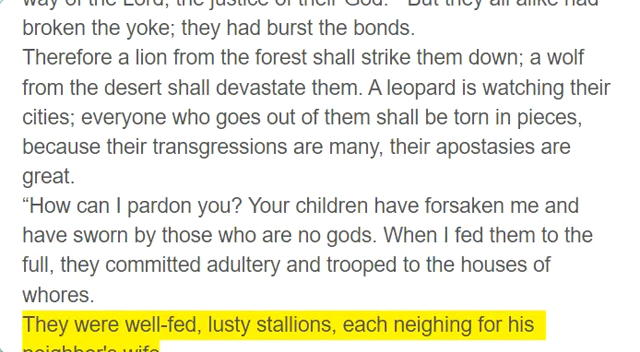 way of the Lord, the justice of their God.” But they all alike had
broken the yoke; they had burst the bonds.
Therefore a lion from the forest shall strike them down; a wolf
from the desert shall devastate them. A leopard is watching their
cities; everyone who goes out of them shall be torn in pieces,
because their transgressions are many, their apostasies are
great.
“How can I pardon you? Your children have forsaken me and
have sworn by those who are no gods. When I fed them to the
full, they committed adultery and trooped to the houses of
whores.
They were well-fed, lusty stallions, each neighing for his
neighbor's wife